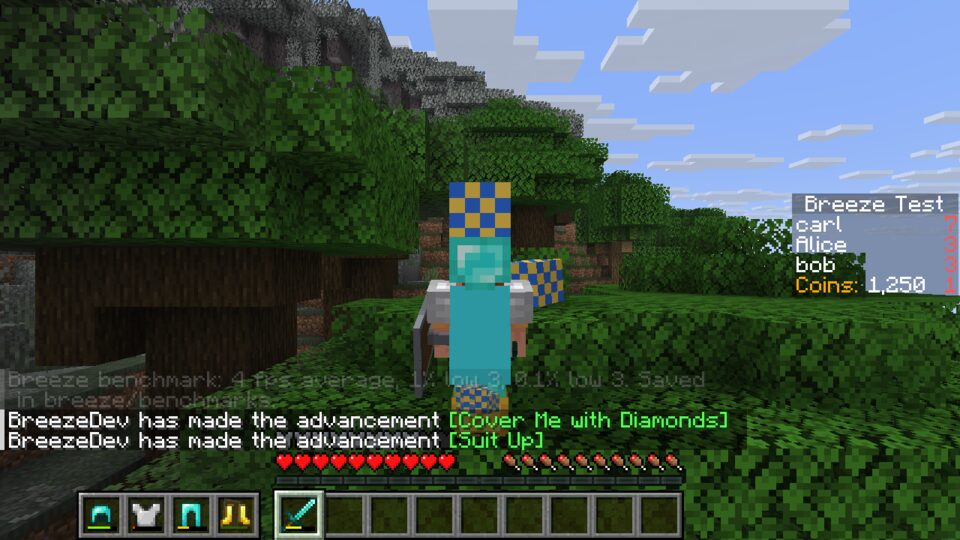 Breeze Test
carl
Alice
bob
Coins: 1,250
Breeze benchmark: 4 fps average, 1% low 3, 0.1% low 3. Saved
in breeze/benchmarks.
BreezeDev has made the advancement [Cover Me with Diamonds]
BreezeDev has made the advancement [Suit Up]